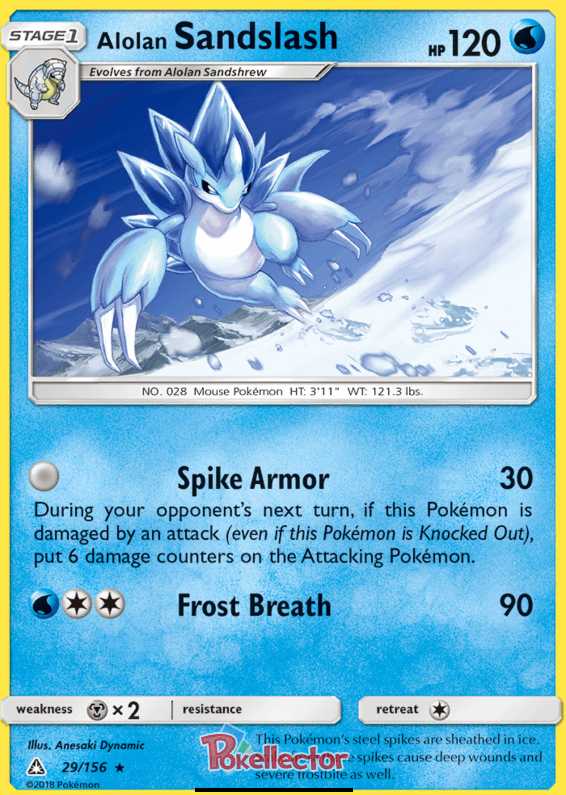 STAGE1
Alolan Sandslash
HP 120
Evolves from Alolan Sandshrew
NO. 028 Mouse Pokémon HT: 3'11" WT: 121.3 lbs.
Spike Armor 30
During your opponent's next turn, if this Pokémon is
damaged by an attack (even if this Pokémon is Knocked Out),
put 6 damage counters on the Attacking Pokémon.
Frost Breath 90
weakness ×2 resistance retreat
Illus. Anesaki Dynamic
29/156 ★
©2018 Pokémon
Pokellector
This Pokémon's steel spikes are sheathed in ice.
spikes cause deep wounds and
severe frostbite as well.